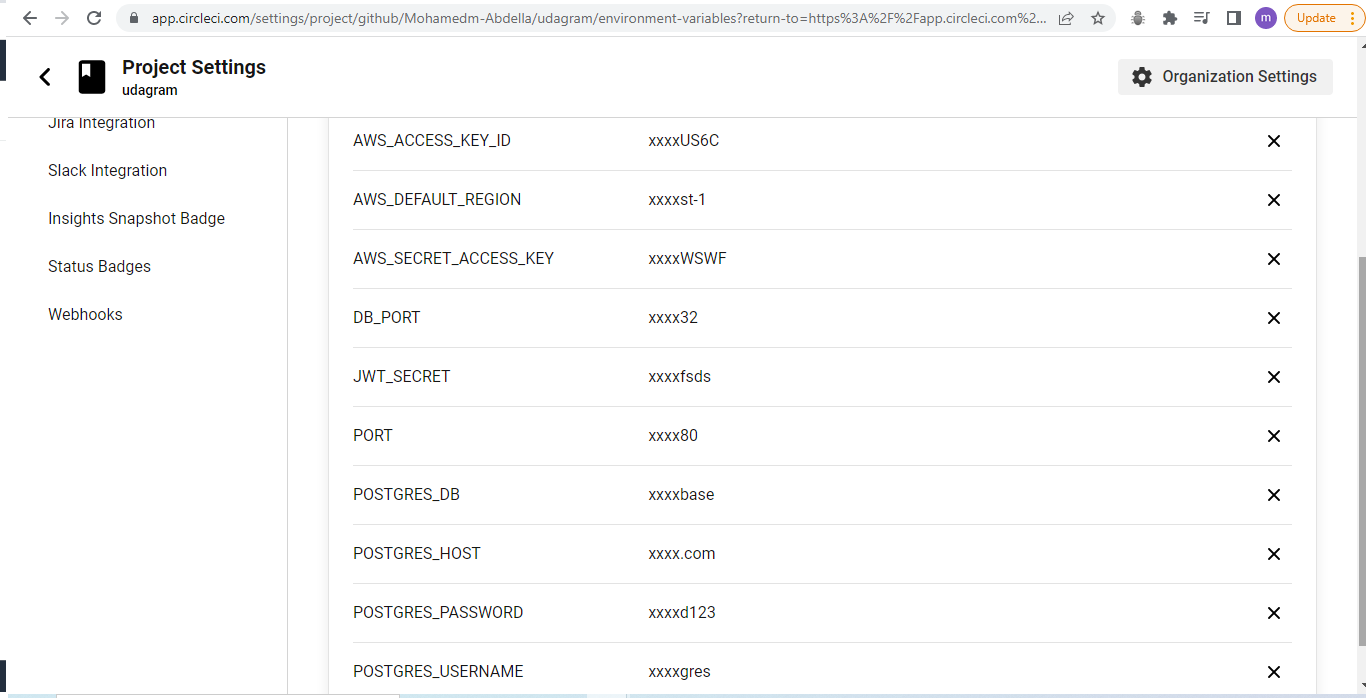 app.circleci.com/settings/project/github/Mohamedm-Abdella/udagram/environment-variables?return-to=https%3A%2F%2Fapp.circleci.com%2...
m
Update
Project Settings
udagram
Organization Settings
Jira Integration
Slack Integration
Insights Snapshot Badge
Status Badges
Webhooks
AWS_ACCESS_KEY_ID xxxxUS6C
AWS_DEFAULT_REGION xxxxst-1
AWS_SECRET_ACCESS_KEY xxxxWSWF
DB_PORT xxxx32
JWT_SECRET xxxxfsds
PORT xxxx80
POSTGRES_DB xxxxbase
POSTGRES_HOST xxxx.com
POSTGRES_PASSWORD xxxxd123
POSTGRES_USERNAME xxxxgres